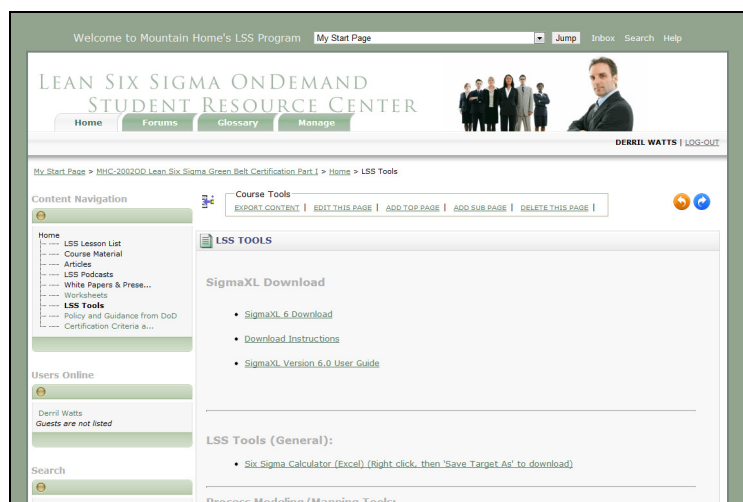 Welcome to Mountain Home's LSS Program My Start Page Jump Inbox Search Help
LEAN SIX SIGMA ONDEMAND
STUDENT RESOURCE CENTER
Home Forums Glossary Manage
DERRIL WATTS | LOG-OUT
My Start Page > MHC-2002OD Lean Six Sigma Green Belt Certification Part I > Home > LSS Tools
Content Navigation
Home
LSS Lesson List
Course Material
Articles
LSS Podcasts
White Papers & Prese...
Worksheets
LSS Tools
Policy and Guidance from DoD
Certification Criteria a...
Users Online
Derril Watts
Guests are not listed
Search
Course Tools
EXPORT CONTENT | EDIT THIS PAGE | ADD TOP PAGE | ADD SUB PAGE | DELETE THIS PAGE |
LSS TOOLS
SigmaXL Download
• SigmaXL 6 Download
• Download Instructions
• SigmaXL Version 6.0 User Guide
LSS Tools (General):
• Six Sigma Calculator (Excel) (Right click, then 'Save Target As' to download)
Process Modeling/Mapping Tools: